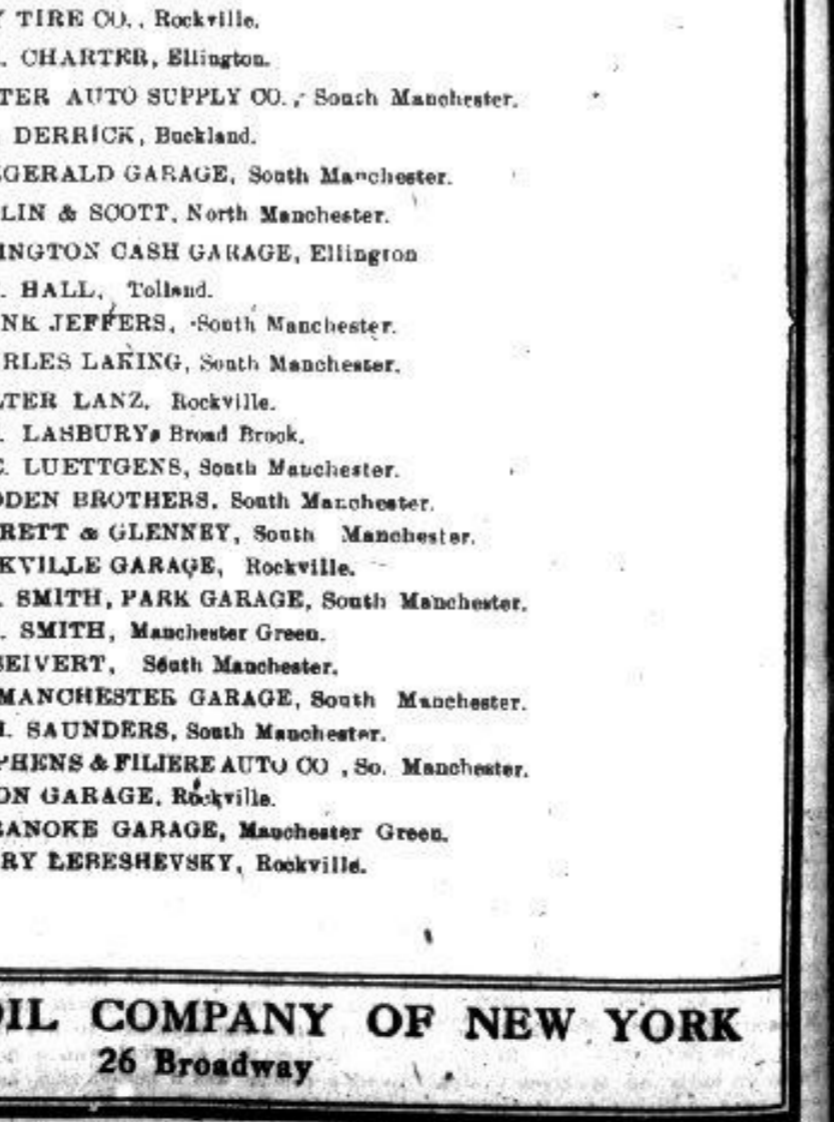 Y TIRE CO., Rockville.
. CHARTER, Ellington.
TER AUTO SUPPLY CO., South Manchester.
DERRICK, Buckland.
GERALD GARAGE, South Manchester.
LIN & SCOTT, North Manchester.
INGTON CASH GARAGE, Ellington
. HALL, Tolland.
NK JEFFERS, South Manchester.
RLES LAKING, South Manchester.
TER LANZ, Rockville.
. LASBURY, Broad Brook.
C. LUETTGENS, South Manchester.
DDEN BROTHERS, South Manchester.
RETT & GLENNEY, South Manchester.
KVILLE GARAGE, Rockville.
. SMITH, PARK GARAGE, South Manchester.
. SMITH, Manchester Green.
SEIVERT, South Manchester.
MANCHESTER GARAGE, South Manchester.
. SAUNDERS, South Manchester.
PHENS & FILIERE AUTO CO , So. Manchester.
ON GARAGE, Rockville.
ANOKE GARAGE, Manchester Green.
RY LEBESHEVSKY, Rockville.
OIL COMPANY OF NEW YORK
26 Broadway